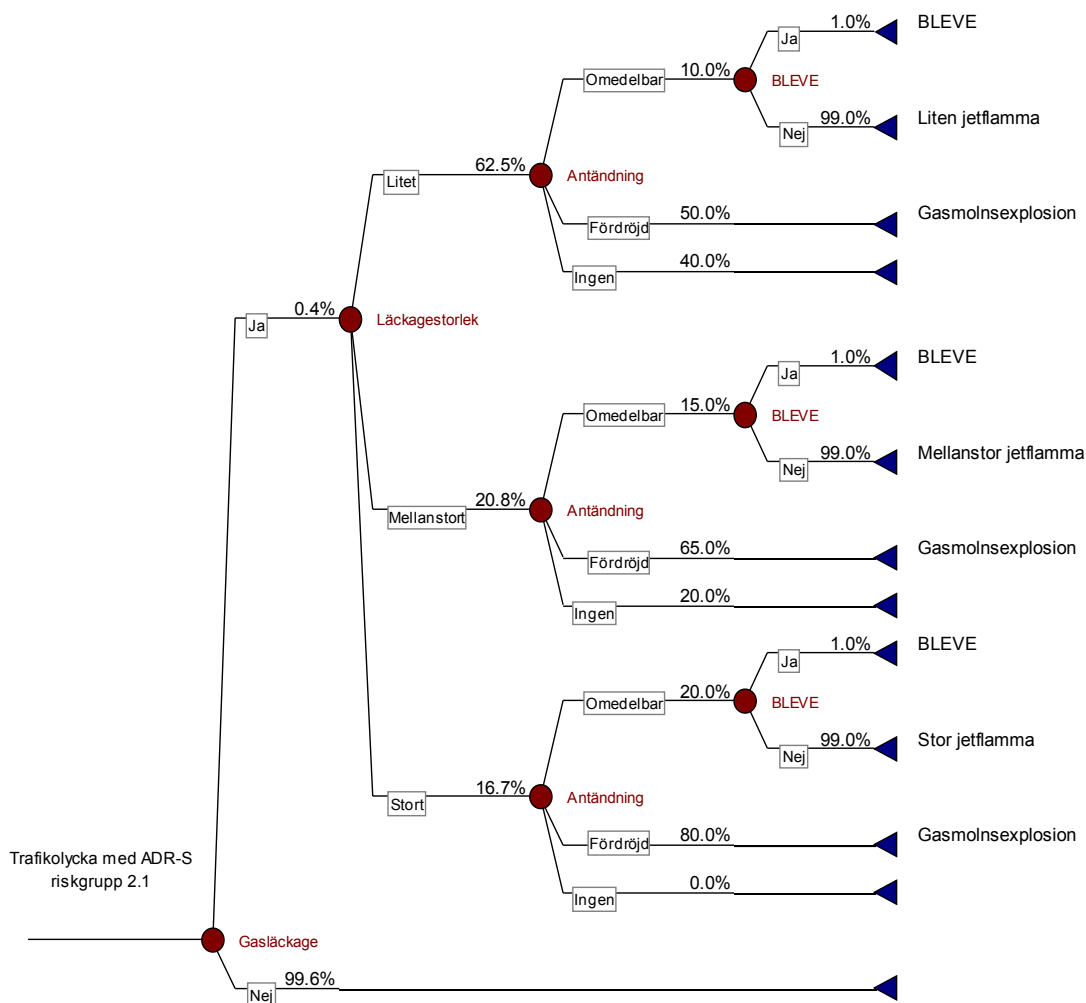 1.0%
BLEVE
Ja
Omedelbar
10.0%
BLEVE
99.0%
Liten jetflamma
Nej
62.5%
Antändning
Litet
50.0%
Gasmolnsexplosion
Fördröjd
40.0%
Ingen
0.4%
Läckagestorlek
Ja
1.0%
BLEVE
Ja
15.0%
Omedelbar
BLEVE
99.0%
Mellanstor jetflamma
Nej
20.8%
Antändning
Mellanstort
65.0%
Gasmolnsexplosion
Fördröjd
20.0%
Ingen
1.0%
BLEVE
Ja
20.0%
Omedelbar
BLEVE
99.0%
Stor jetflamma
Nej
16.7%
Antändning
Stort
80.0%
Gasmolnsexplosion
Fördröjd
0.0%
Ingen
Trafikolycka med ADR-S
riskgrupp 2.1
Gasläckage
99.6%
Nej